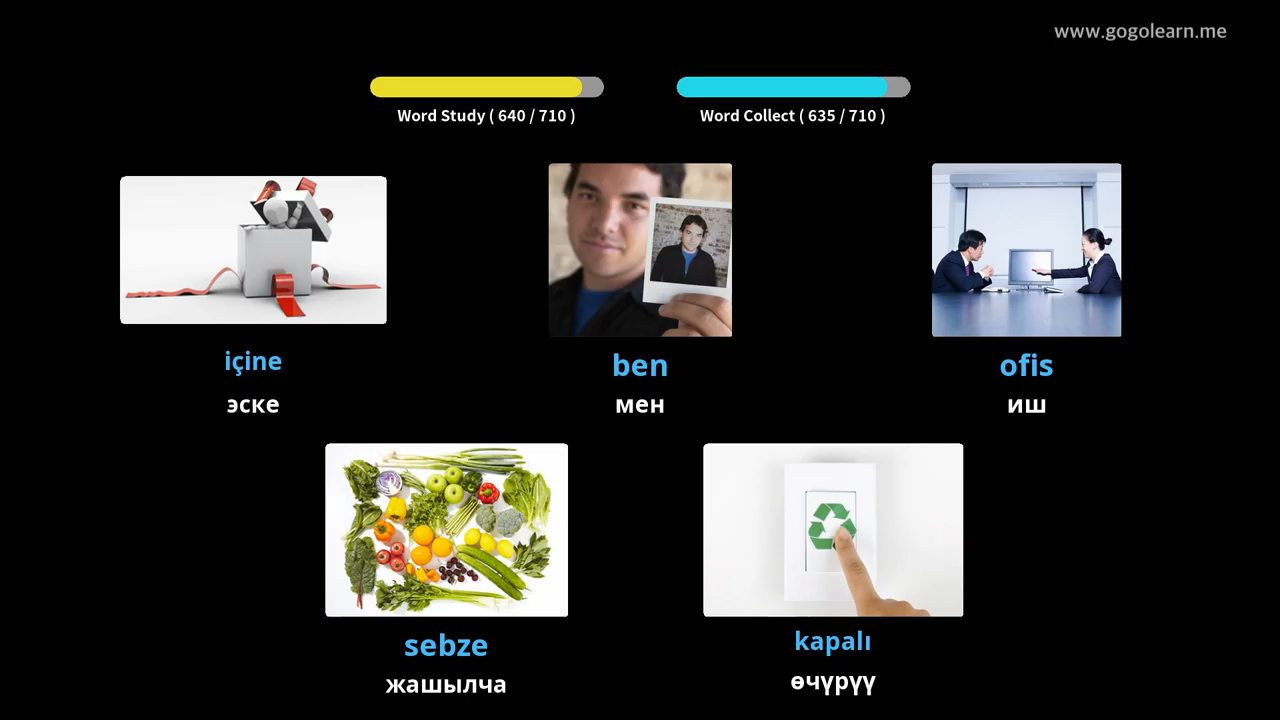 www.gogolearn.me
Word Study ( 640 / 710 )
Word Collect ( 635 / 710 )
içine
эске
ben
мен
ofis
иш
sebze
жашылча
kapalı
өчүрүү